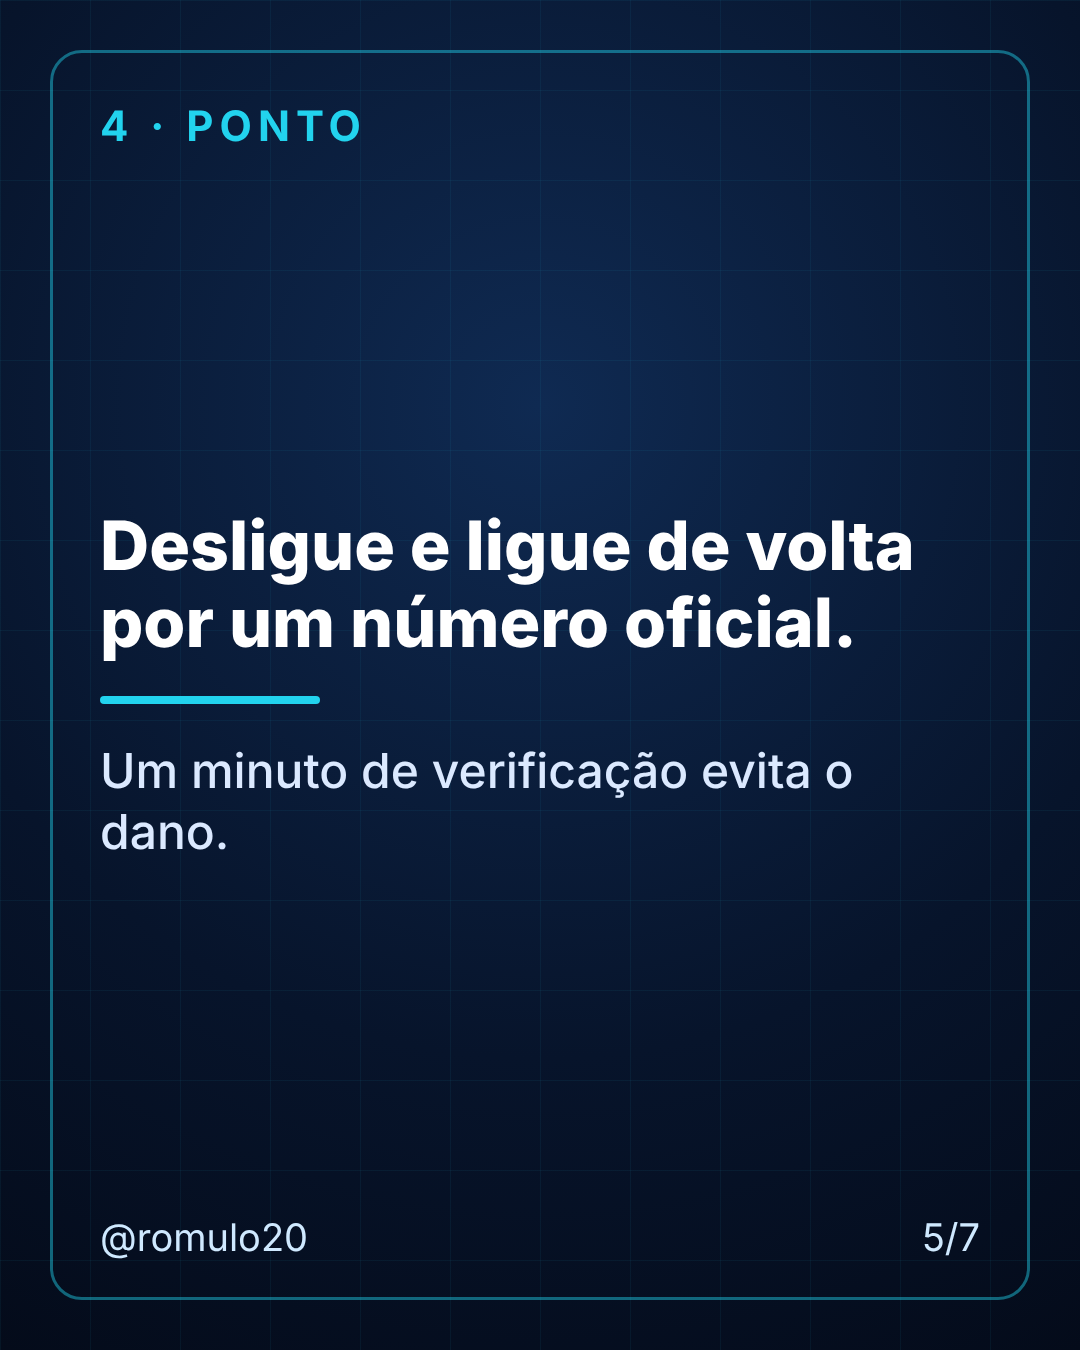 4 · PONTO
Desligue e ligue de volta
por um número oficial.
Um minuto de verificação evita o
dano.
@romulo20
5/7